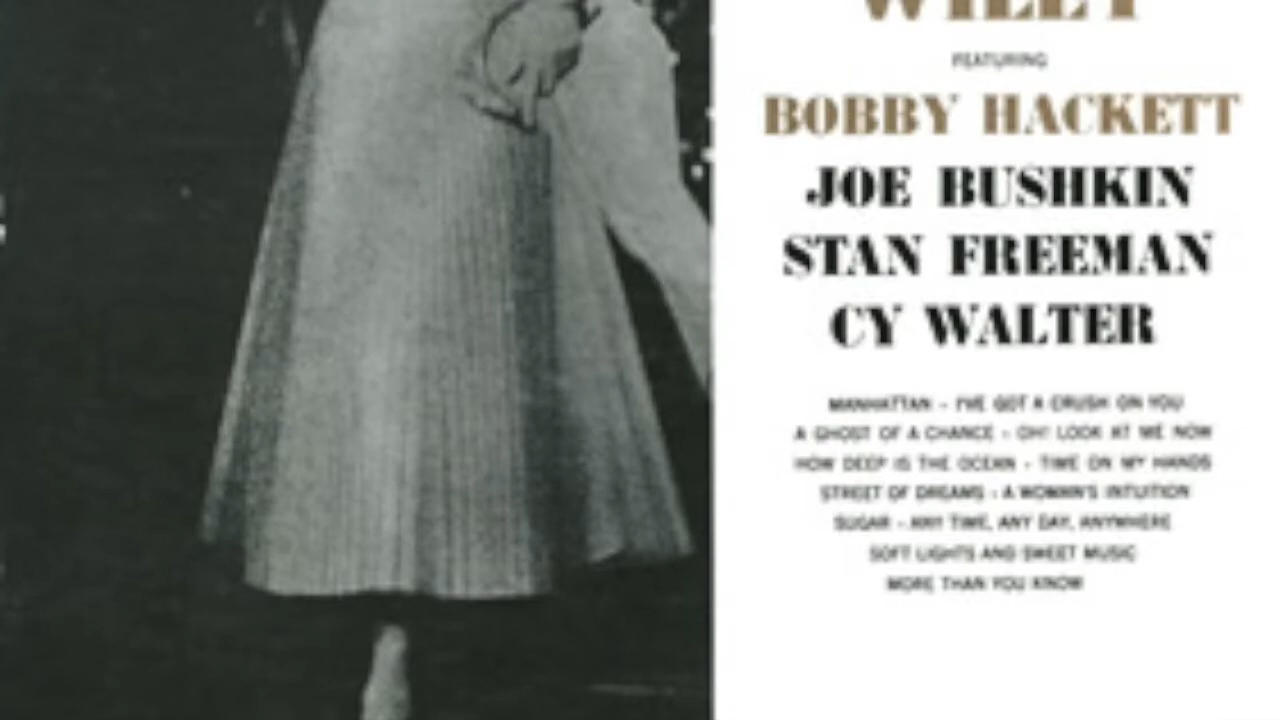 WILEY
FEATURING
BOBBY HACKETT
JOE BUSHKIN
STAN FREEMAN
CY WALTER
MANHATTAN - I'VE GOT A CRUSH ON YOU
A GHOST OF A CHANCE - OH! LOOK AT ME NOW
HOW DEEP IS THE OCEAN - TIME ON MY HANDS
STREET OF DREAMS - A WOMAN'S INTUITION
SUGAR - ANY TIME, ANY DAY, ANYWHERE
SOFT LIGHTS AND SWEET MUSIC
MORE THAN YOU KNOW